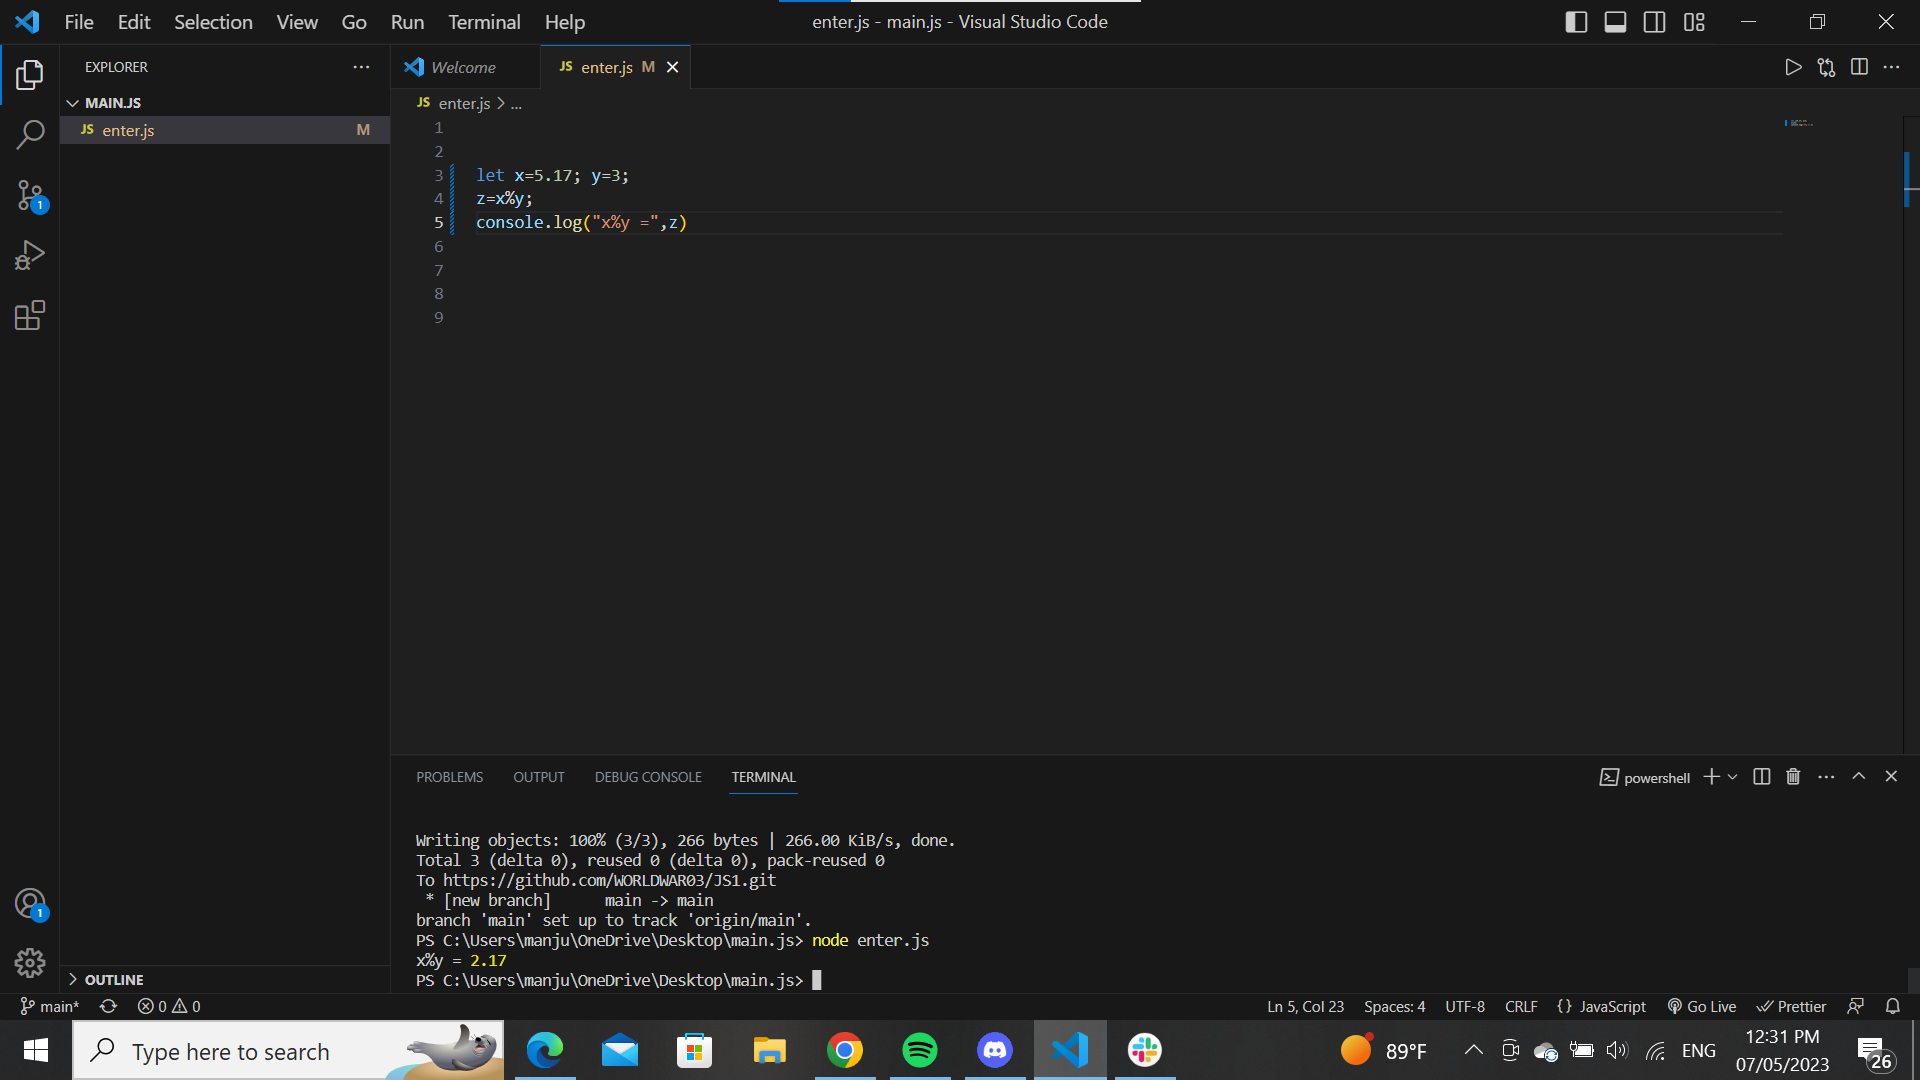 File Edit Selection View Go Run Terminal Help
enter.js - main.js - Visual Studio Code
EXPLORER
MAIN.JS
JS enter.js M
Welcome
JS enter.js M
JS enter.js > ...
1
2
3 let x=5.17; y=3;
4 z=x%y;
5 console.log("x%y =",z)
6
7
8
9
PROBLEMS OUTPUT DEBUG CONSOLE TERMINAL
powershell
Writing objects: 100% (3/3), 266 bytes | 266.00 KiB/s, done.
Total 3 (delta 0), reused 0 (delta 0), pack-reused 0
To https://github.com/WORLDWAR03/JS1.git
* [new branch] main -> main
branch 'main' set up to track 'origin/main'.
PS C:\Users\manju\OneDrive\Desktop\main.js> node enter.js
x%y = 2.17
PS C:\Users\manju\OneDrive\Desktop\main.js>
1
1
OUTLINE
main* 0 0
Ln 5, Col 23 Spaces: 4 UTF-8 CRLF {} JavaScript Go Live Prettier
Type here to search
89°F
ENG
12:31 PM
07/05/2023
26